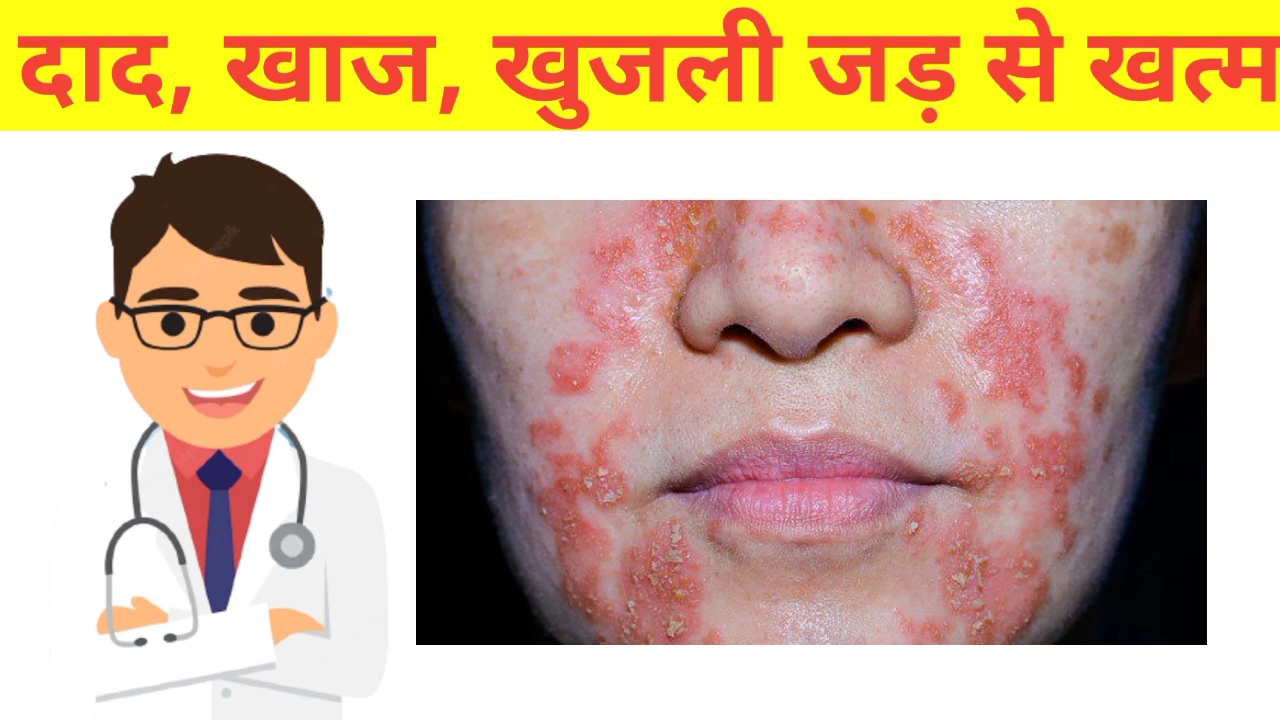 दाद, खाज, खुजली जड़ से खत्म